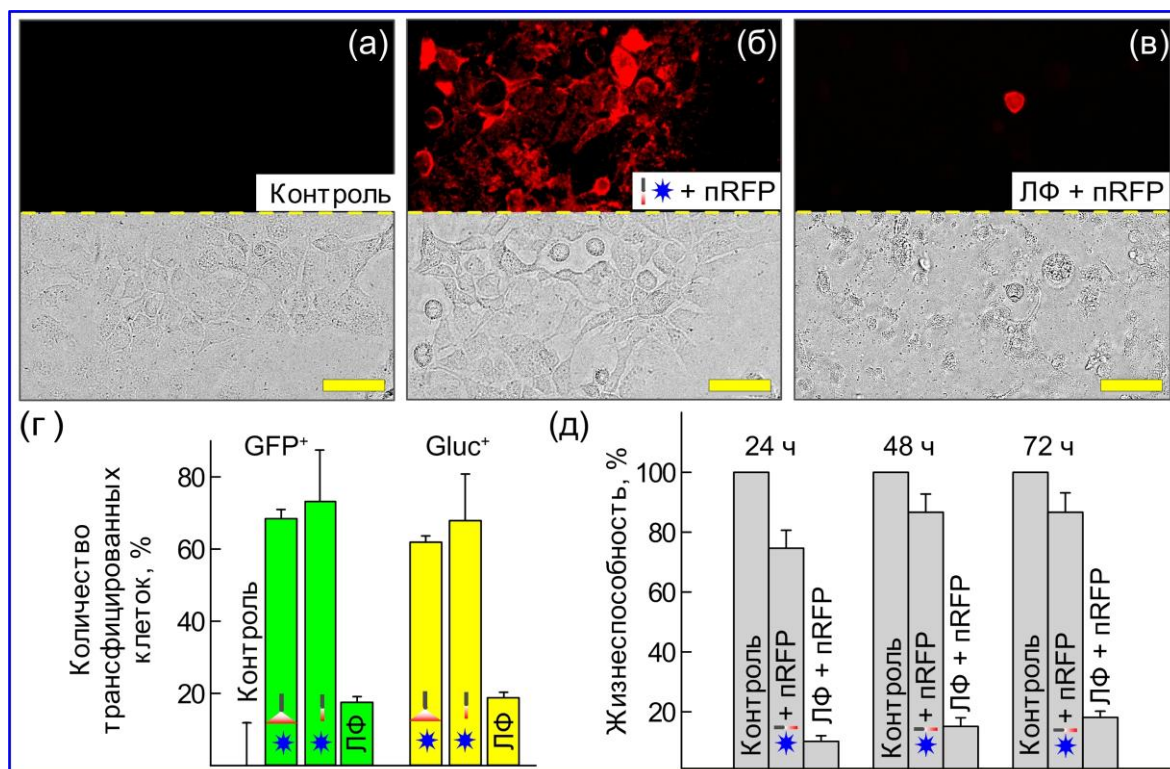 (а)
Контроль
(б)
+ пRFP
(в)
ЛФ + пRFP
(г )
Количество
трансфицированных
клеток, %
80
60
40
20
GFP⁺
Gluc⁺
Контроль
ЛФ
ЛФ
(д)
Жизнеспособность, %
100
80
60
40
20
24 ч
48 ч
72 ч
Контроль
+ пRFP
ЛФ + пRFP
Контроль
+ пRFP
ЛФ + пRFP
Контроль
+ пRFP
ЛФ + пRFP